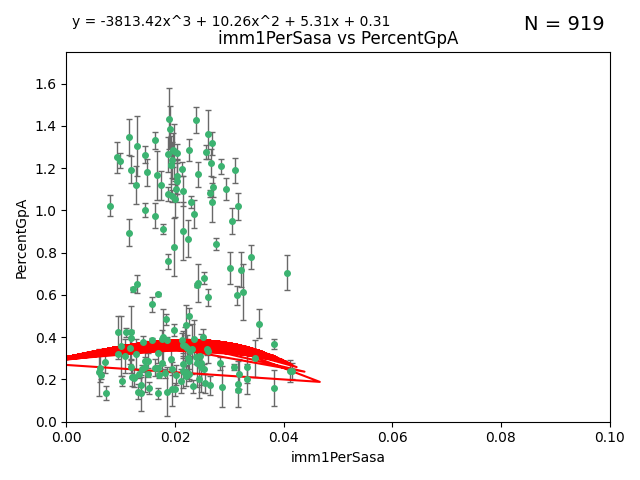 y = -3813.42x^3 + 10.26x^2 + 5.31x + 0.31
N = 919
imm1PerSasa vs PercentGpA
PercentGpA
1.6
1.4
1.2
1.0
0.8
0.6
0.4
0.2
0.0
0.00 0.02 0.04 0.06 0.08 0.10
imm1PerSasa